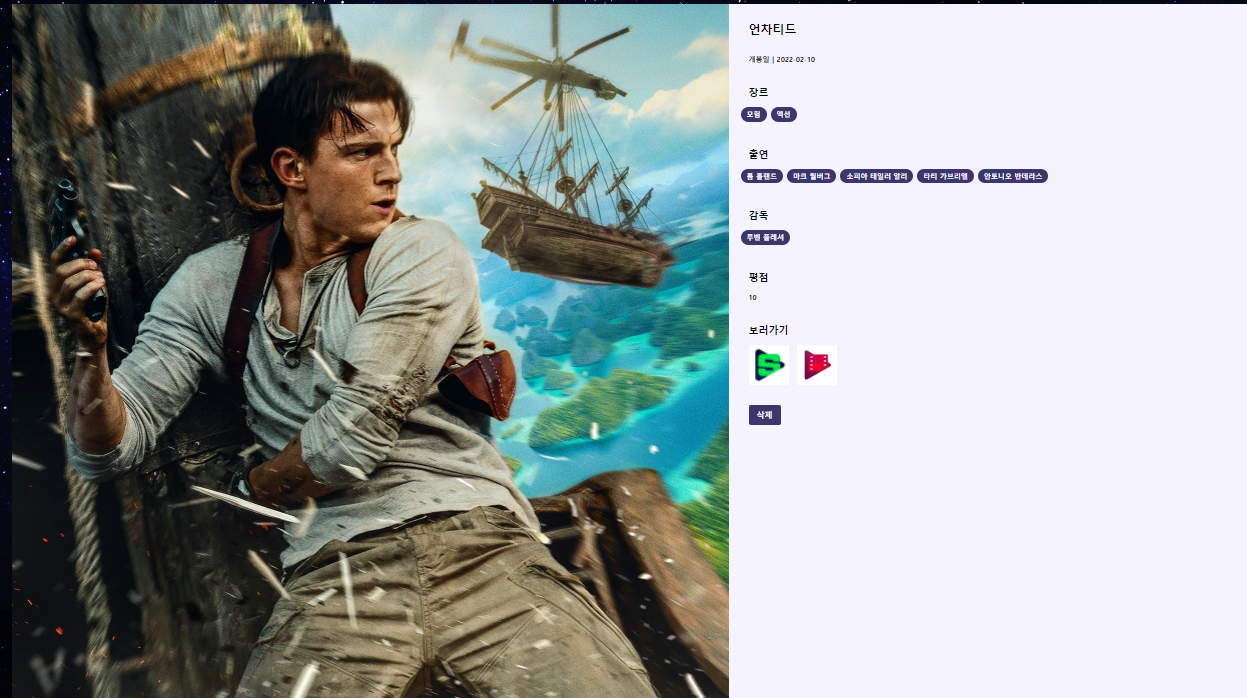 언차티드
개봉일 | 2022-02-10
장르
모험 액션
출연
톰 홀랜드 마크 월버그 소피아 테일러 알리 타티 가브리엘 안토니오 반데라스
감독
루벤 플레셔
평점
10
보러가기
S
삭제